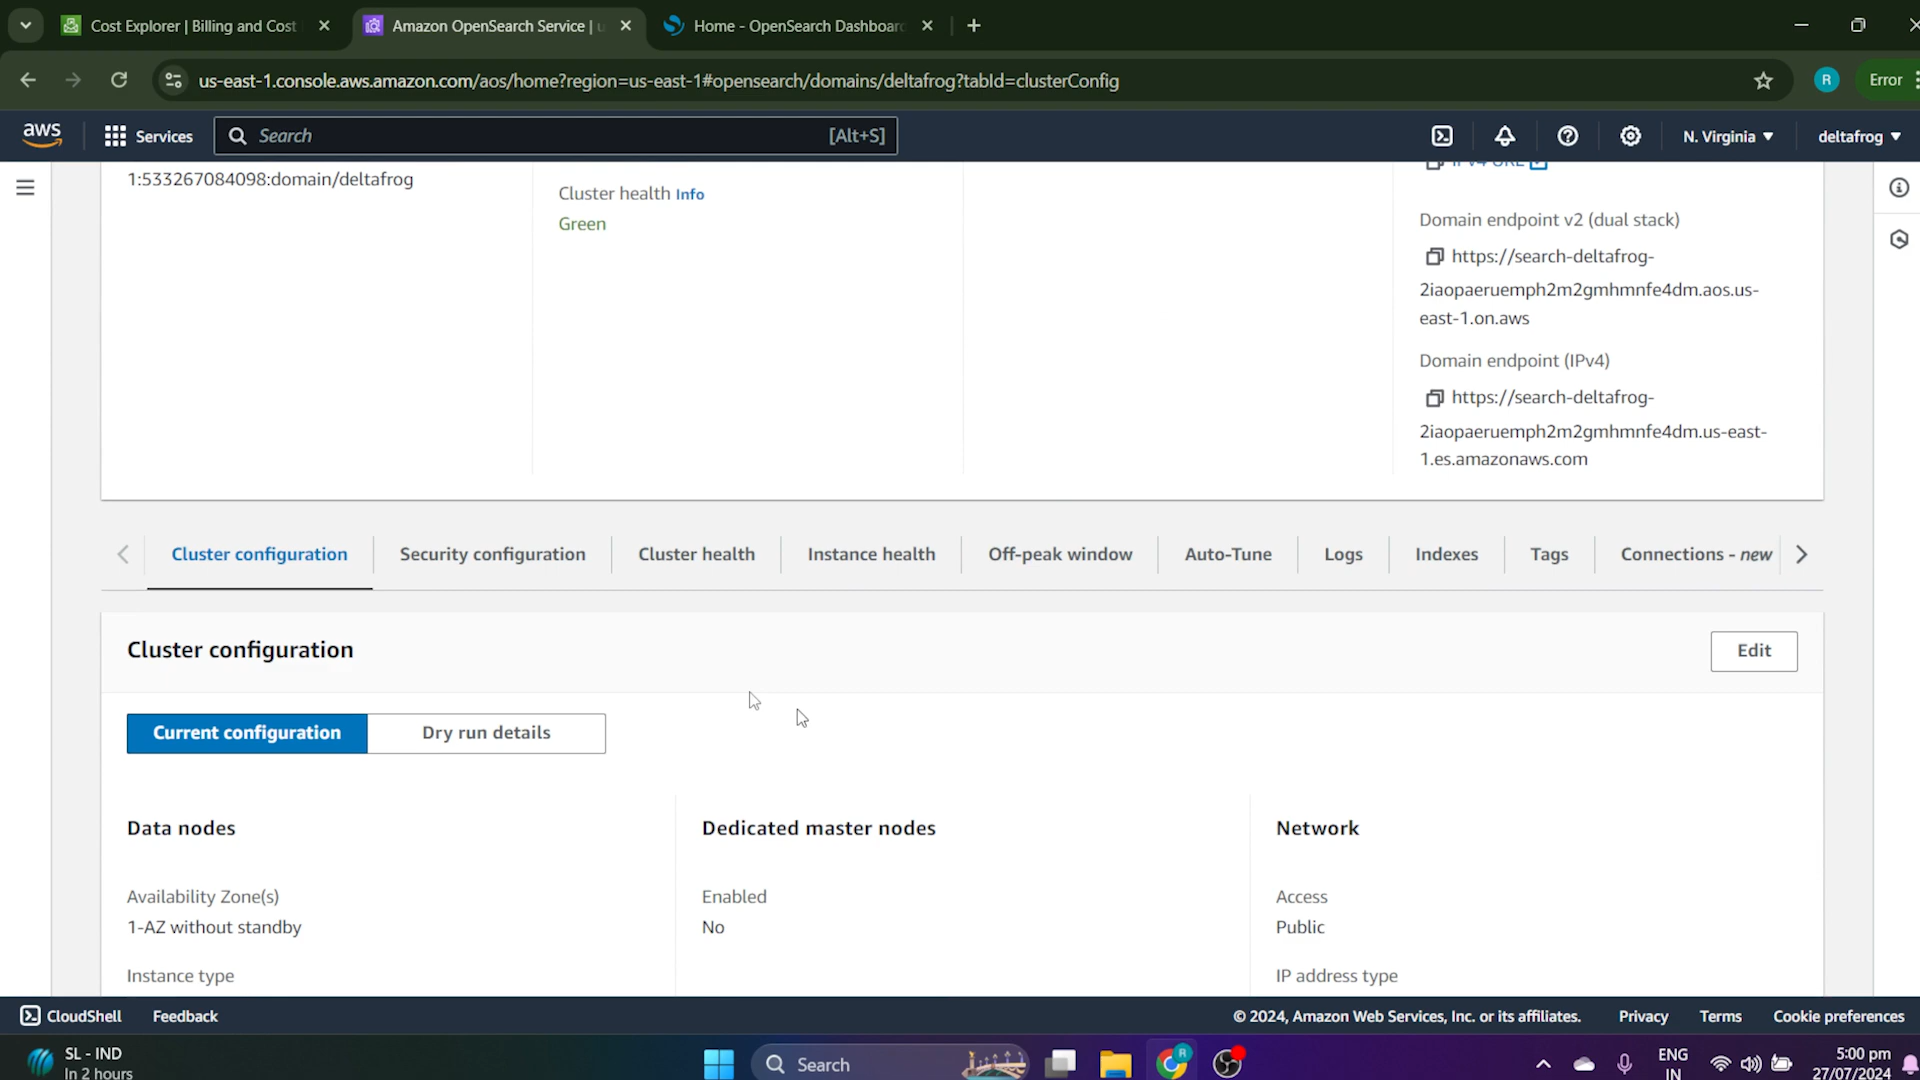 Cost Explorer | Billing and Cost
Amazon OpenSearch Service | u
Home - OpenSearch Dashboar
us-east-1.console.aws.amazon.com/aos/home?region=us-east-1#opensearch/domains/deltafrog?tabId=clusterConfig
R
Error
aws
Services
Search
[Alt+S]
N. Virginia
deltafrog
1:533267084098:domain/deltafrog
Cluster health Info
Green
IPv4 URL
Domain endpoint v2 (dual stack)
https://search-deltafrog-
2iaopaeruemph2m2gmhmnfe4dm.aos.us-
east-1.on.aws
Domain endpoint (IPv4)
https://search-deltafrog-
2iaopaeruemph2m2gmhmnfe4dm.us-east-
1.es.amazonaws.com
Cluster configuration
Security configuration
Cluster health
Instance health
Off-peak window
Auto-Tune
Logs
Indexes
Tags
Connections - new
Cluster configuration
Edit
Current configuration
Dry run details
Data nodes
Dedicated master nodes
Network
Availability Zone(s)
Enabled
Access
1-AZ without standby
No
Public
Instance type
IP address type
CloudShell
Feedback
© 2024, Amazon Web Services, Inc. or its affiliates.
Privacy
Terms
Cookie preferences
SL - IND
In 2 hours
Search
R
ENG
IN
5:00 pm
27/07/2024